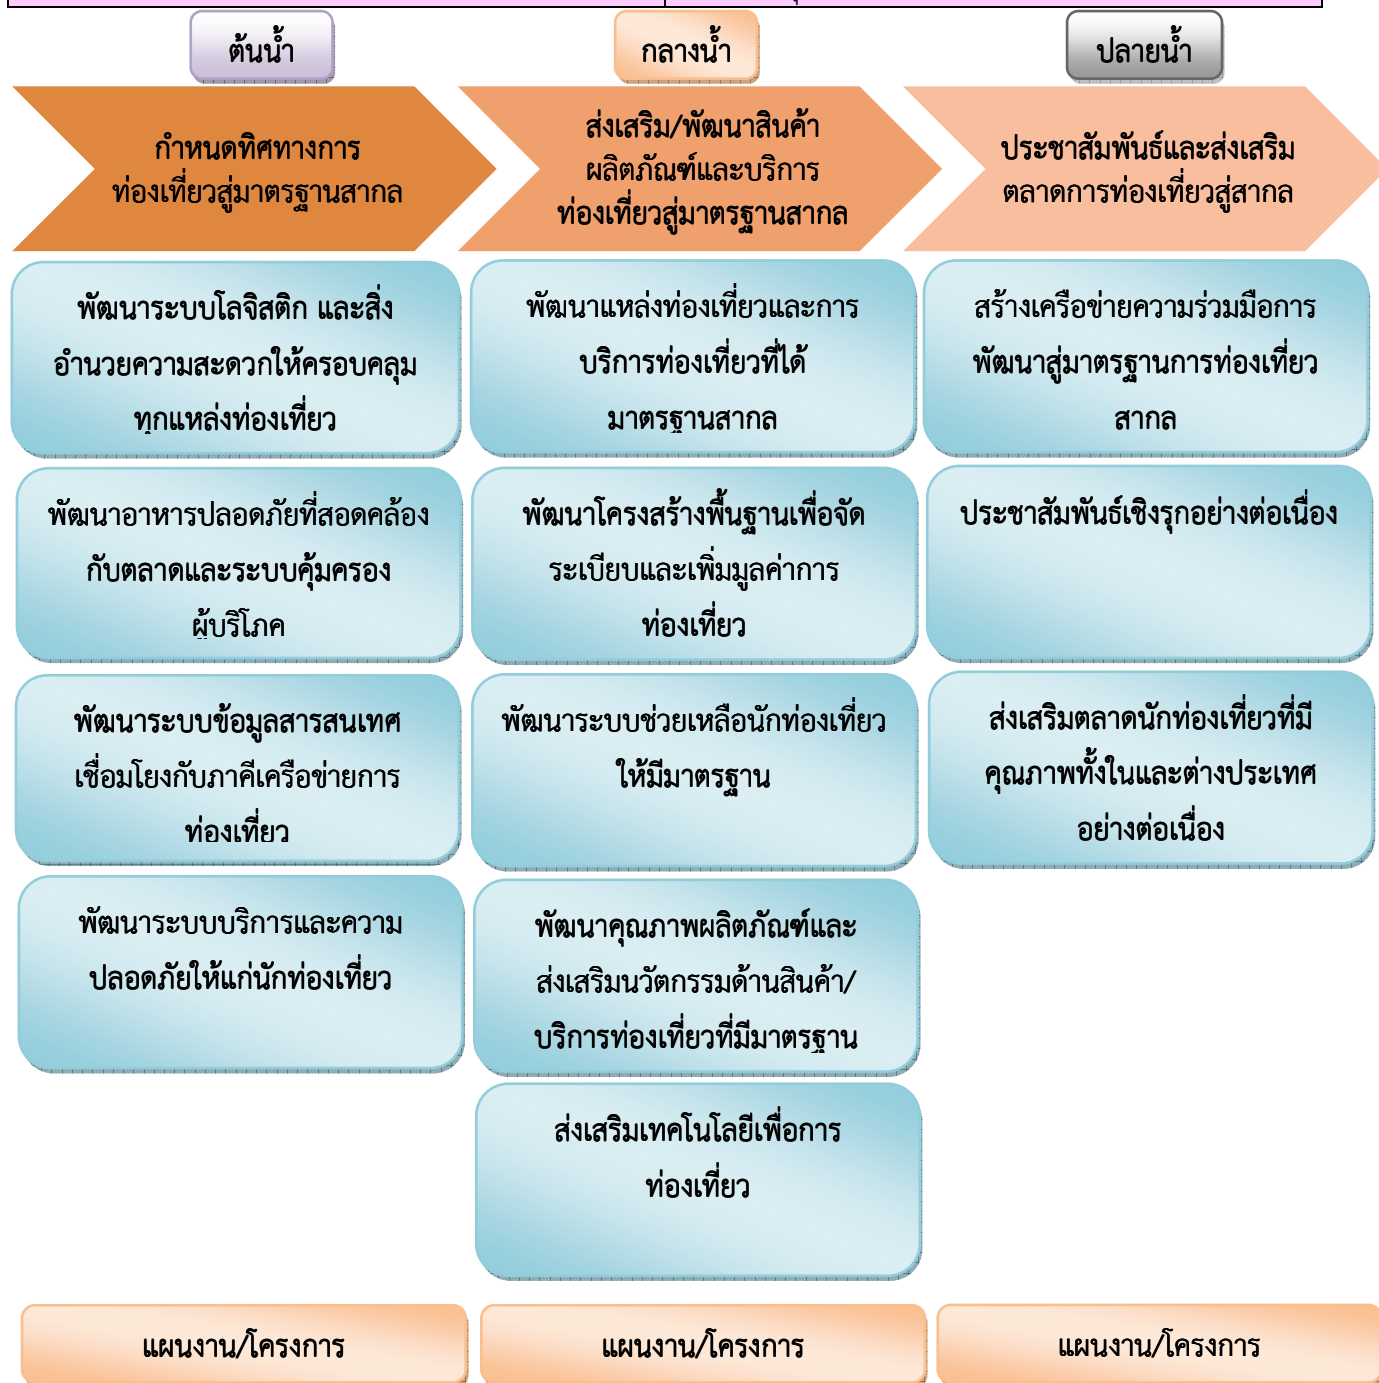 ต้นน้ำ
กลางน้ำ
ปลายน้ำ
กำหนดทิศทางการ
ท่องเที่ยวสู่มาตรฐานสากล
ส่งเสริม/พัฒนาสินค้า
ผลิตภัณฑ์และบริการ
ท่องเที่ยวสู่มาตรฐานสากล
ประชาสัมพันธ์และส่งเสริม
ตลาดการท่องเที่ยวสู่สากล
พัฒนาระบบโลจิสติก และสิ่ง
อำนวยความสะดวกให้ครอบคลุม
ทุกแหล่งท่องเที่ยว
พัฒนาอาหารปลอดภัยที่สอดคล้อง
กับตลาดและระบบคุ้มครอง
ผู้บริโภค
พัฒนาระบบข้อมูลสารสนเทศ
เชื่อมโยงกับภาคีเครือข่ายการ
ท่องเที่ยว
พัฒนาระบบบริการและความ
ปลอดภัยให้แก่นักท่องเที่ยว
พัฒนาแหล่งท่องเที่ยวและการ
บริการท่องเที่ยวที่ได้
มาตรฐานสากล
พัฒนาโครงสร้างพื้นฐานเพื่อจัด
ระเบียบและเพิ่มมูลค่าการ
ท่องเที่ยว
พัฒนาระบบช่วยเหลือนักท่องเที่ยว
ให้มีมาตรฐาน
พัฒนาคุณภาพผลิตภัณฑ์และ
ส่งเสริมนวัตกรรมด้านสินค้า/
บริการท่องเที่ยวที่มีมาตรฐาน
ส่งเสริมเทคโนโลยีเพื่อการ
ท่องเที่ยว
สร้างเครือข่ายความร่วมมือการ
พัฒนาสู่มาตรฐานการท่องเที่ยว
สากล
ประชาสัมพันธ์เชิงรุกอย่างต่อเนื่อง
ส่งเสริมตลาดนักท่องเที่ยวที่มี
คุณภาพทั้งในและต่างประเทศ
อย่างต่อเนื่อง
แผนงาน/โครงการ
แผนงาน/โครงการ
แผนงาน/โครงการ